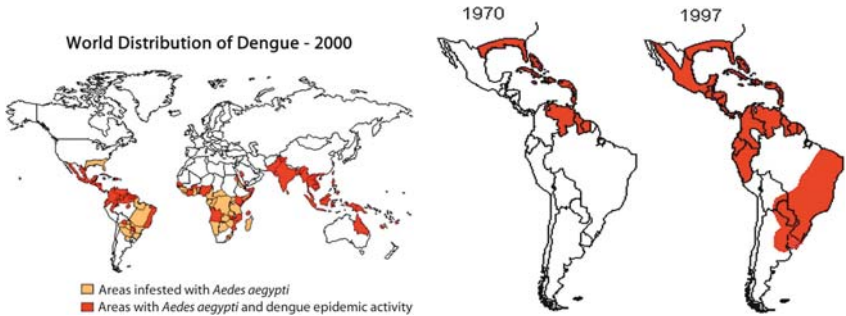 World Distribution of Dengue - 2000
Areas infested with Aedes aegypti
Areas with Aedes aegypti and dengue epidemic activity
1970
1997